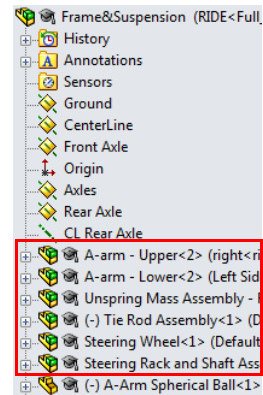 Frame&Suspension (RIDE<Full_
History
Annotations
Sensors
Ground
CenterLine
Front Axle
Origin
Axles
Rear Axle
CL Rear Axle
A-arm - Upper<2> (right<ri
A-arm - Lower<2> (Left Sid
Unspring Mass Assembly -
(-) Tie Rod Assembly<1> (D
Steering Wheel<1> (Default
Steering Rack and Shaft Ass
(-) A-Arm Spherical Ball<1>